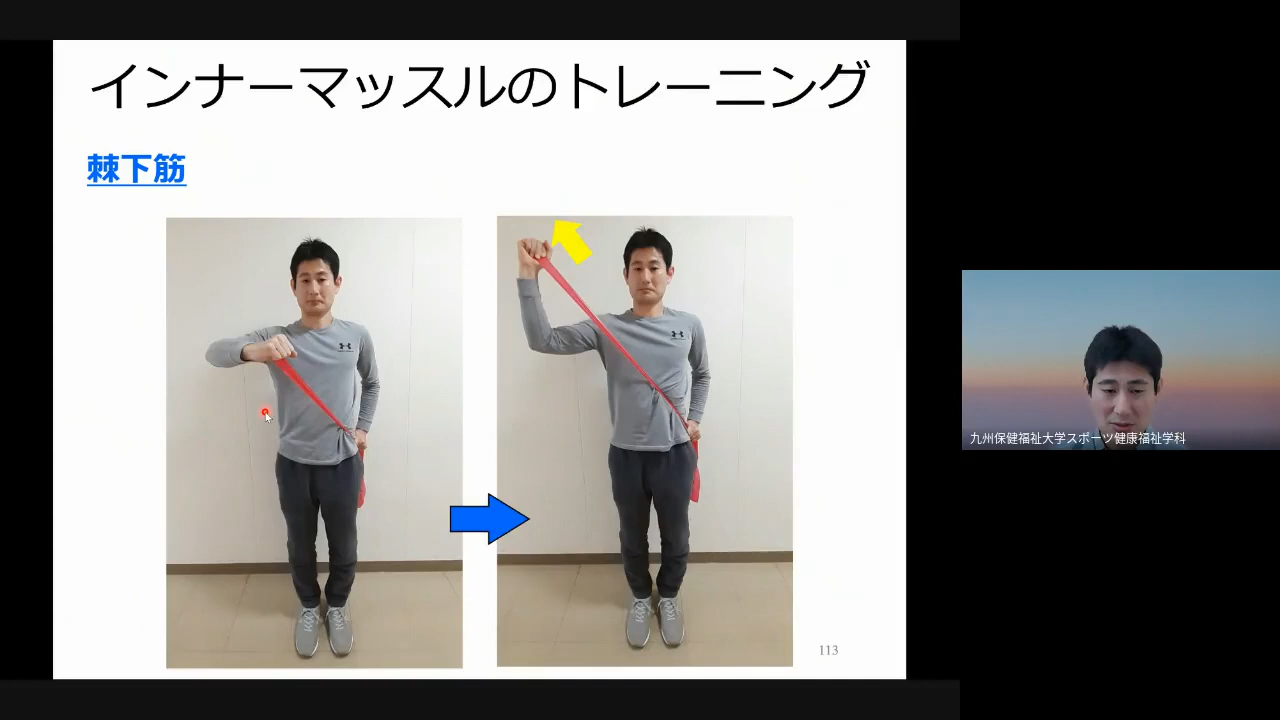 インナーマッスルのトレーニング
棘下筋
113
九州保健福祉大学スポーツ健康福祉学科